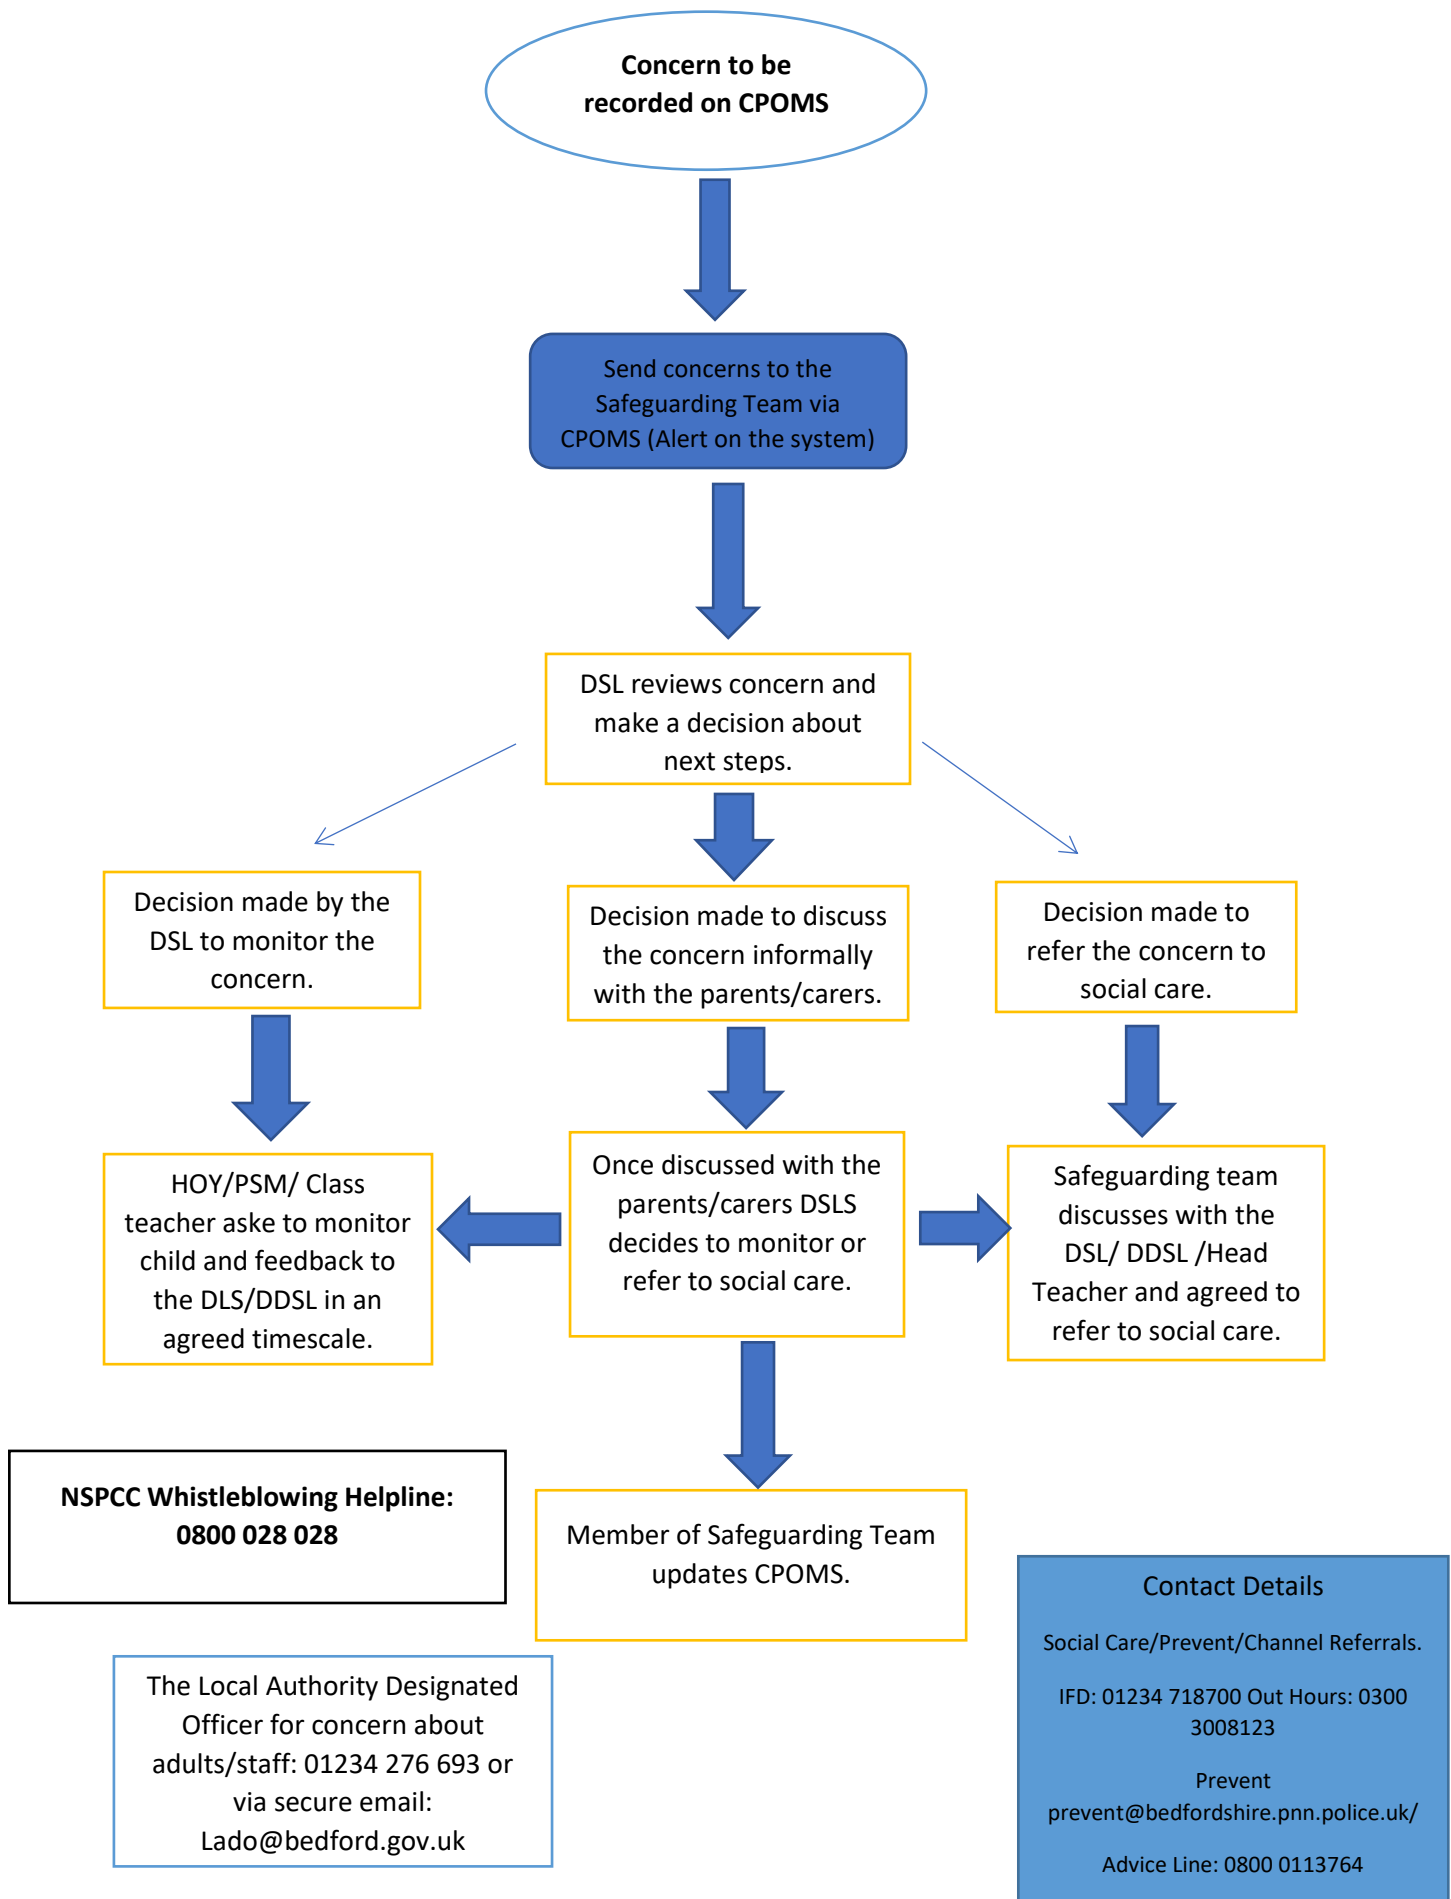 Concern to be
recorded on CPOMS
Send concerns to the
Safeguarding Team via
CPOMS (Alert on the system)
DSL reviews concern and
make a decision about
next steps.
Decision made by the
DSL to monitor the
concern.
Decision made to discuss
the concern informally
with the parents/carers.
Decision made to
refer the concern to
social care.
HOY/PSM/ Class
teacher aske to monitor
child and feedback to
the DLS/DDSL in an
agreed timescale.
Once discussed with the
parents/carers DSLS
decides to monitor or
refer to social care.
Safeguarding team
discusses with the
DSL/ DDSL /Head
Teacher and agreed to
refer to social care.
NSPCC Whistleblowing Helpline:
0800 028 028
Member of Safeguarding Team
updates CPOMS.
The Local Authority Designated
Officer for concern about
adults/staff: 01234 276 693 or
via secure email:
Lado@bedford.gov.uk
Contact Details
Social Care/Prevent/Channel Referrals.
IFD: 01234 718700 Out Hours: 0300
3008123
Prevent
prevent@bedfordshire.pnn.police.uk/
Advice Line: 0800 0113764